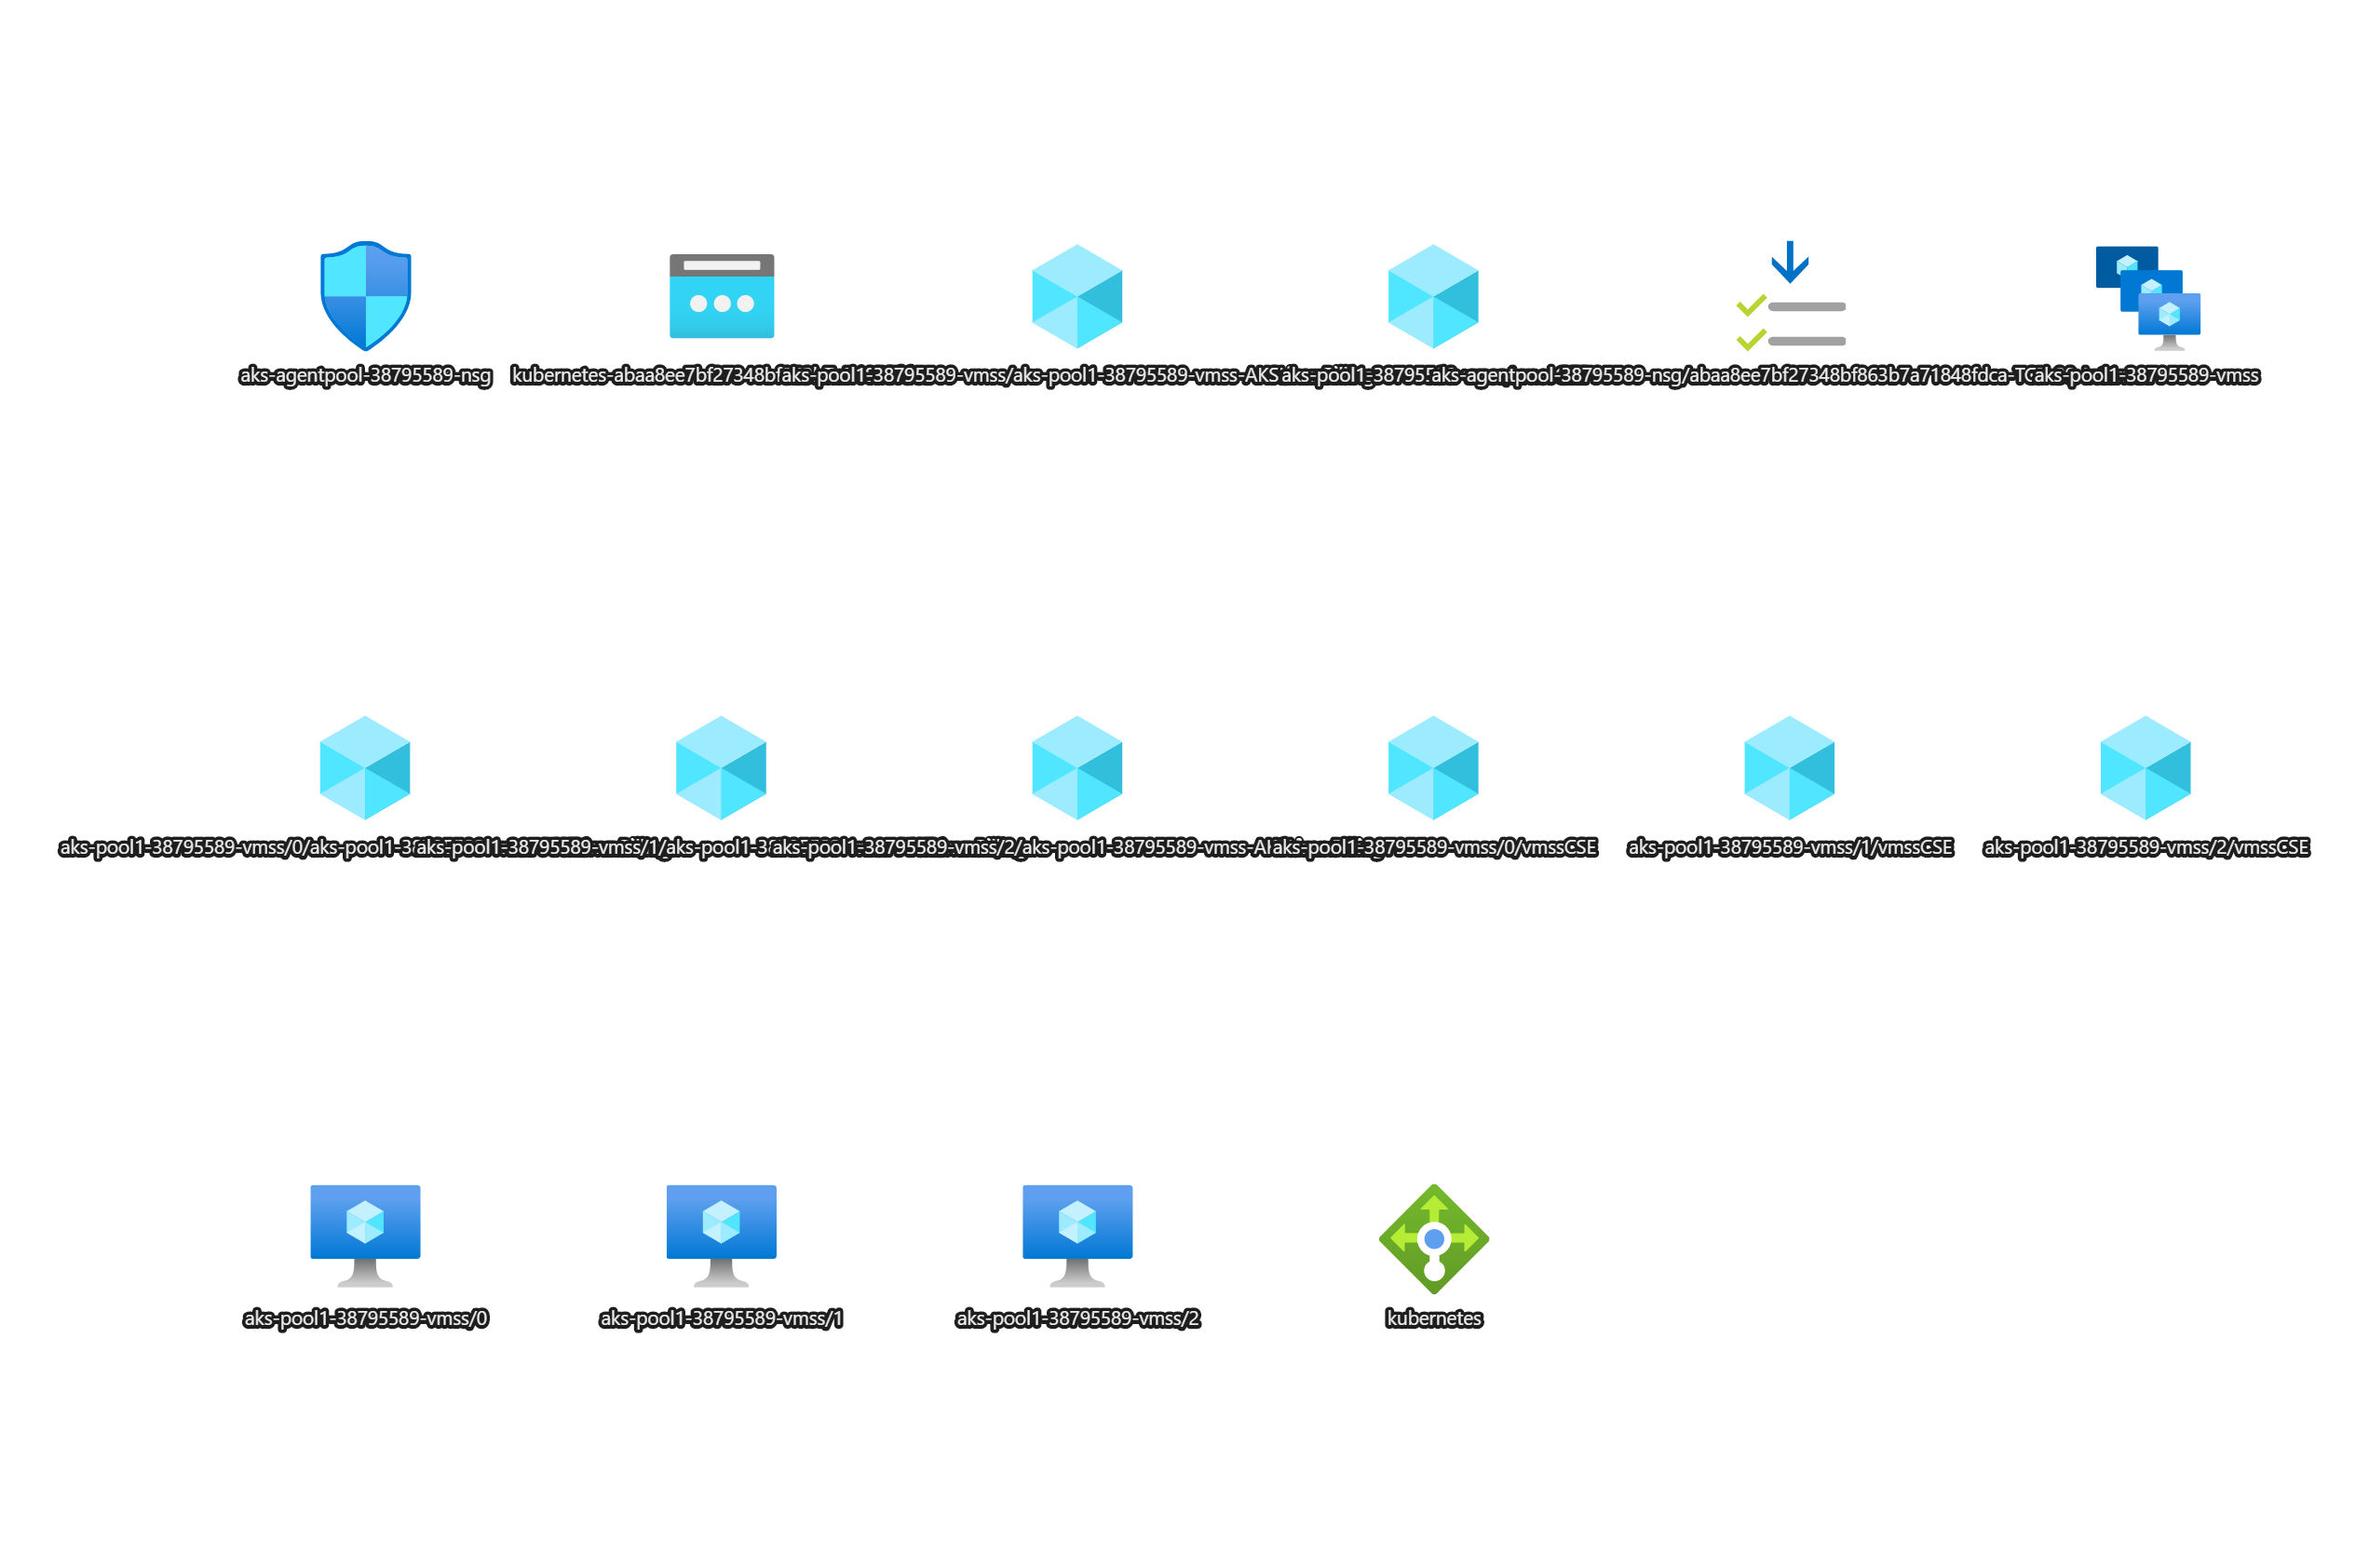 aks-agentpool-38795589-nsg
kubernetes-abaa8ee7bf27348bf
aks-pool1-38795589-vmss/aks-pool1-38795589-vmss-AKS
aks-pool1-38795
aks-agentpool-38795589-nsg/abaa8ee7bf27348bf863b7a71848fdca-TC
aks-pool1-38795589-vmss
aks-pool1-38795589-vmss/0/aks-pool1-3
aks-pool1-38795589-vmss/1/aks-pool1-3
aks-pool1-38795589-vmss/2/aks-pool1-38795589-vmss-A
aks-pool1-38795589-vmss/0/vmssCSE
aks-pool1-38795589-vmss/1/vmssCSE
aks-pool1-38795589-vmss/2/vmssCSE
aks-pool1-38795589-vmss/0
aks-pool1-38795589-vmss/1
aks-pool1-38795589-vmss/2
kubernetes